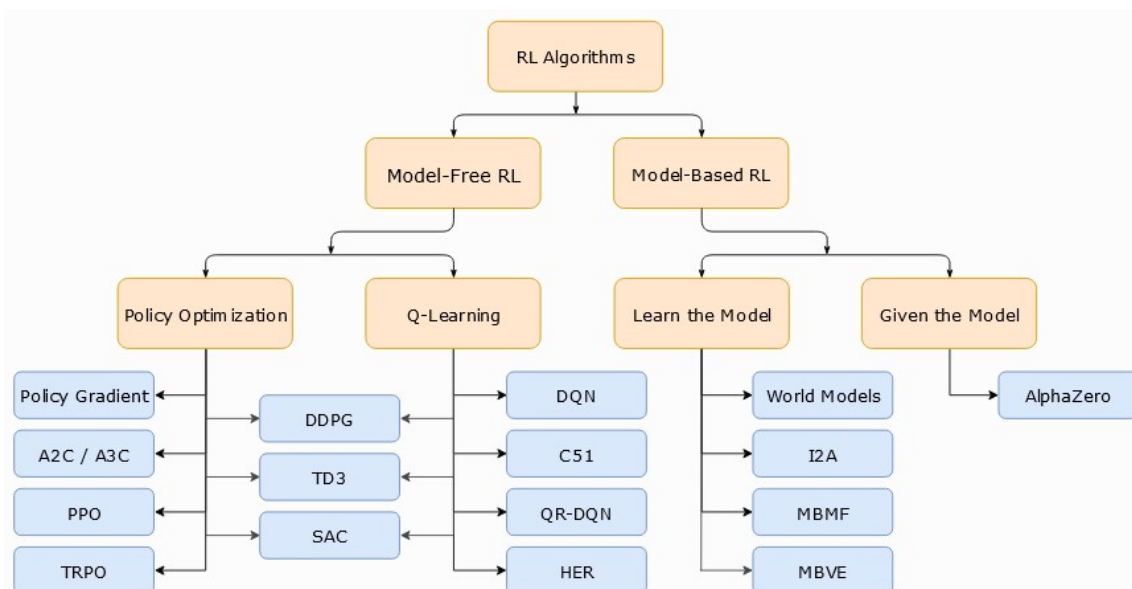 RL Algorithms
Model-Free RL
Model-Based RL
Policy Optimization
Q-Learning
Learn the Model
Given the Model
Policy Gradient
DDPG
DQN
World Models
AlphaZero
A2C / A3C
TD3
C51
I2A
PPO
SAC
QR-DQN
MBMF
TRPO
HER
MBVE